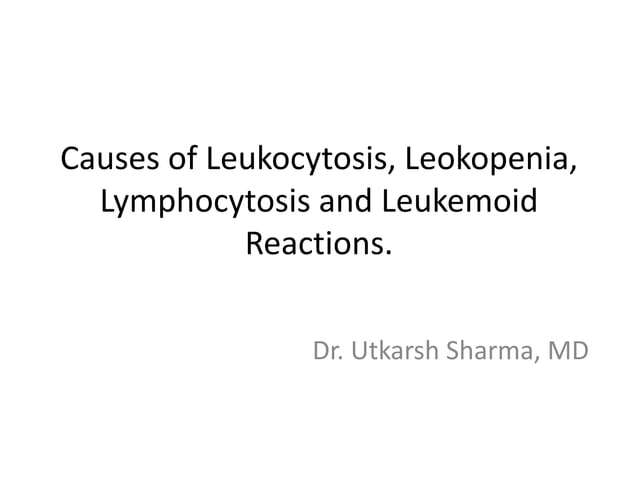 Causes of Leukocytosis, Leokopenia,
Lymphocytosis and Leukemoid
Reactions.
Dr. Utkarsh Sharma, MD